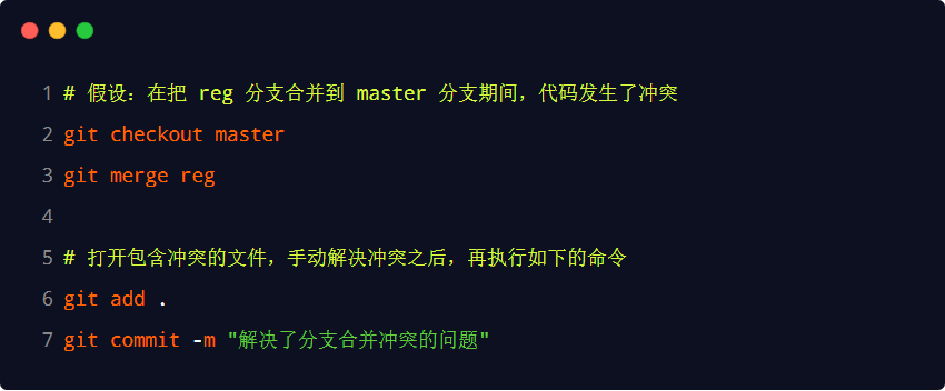 1 # 假设：在把 reg 分支合并到 master 分支期间，代码发生了冲突
2 git checkout master
3 git merge reg
4
5 # 打开包含冲突的文件，手动解决冲突之后，再执行如下的命令
6 git add .
7 git commit -m "解决了分支合并冲突的问题"